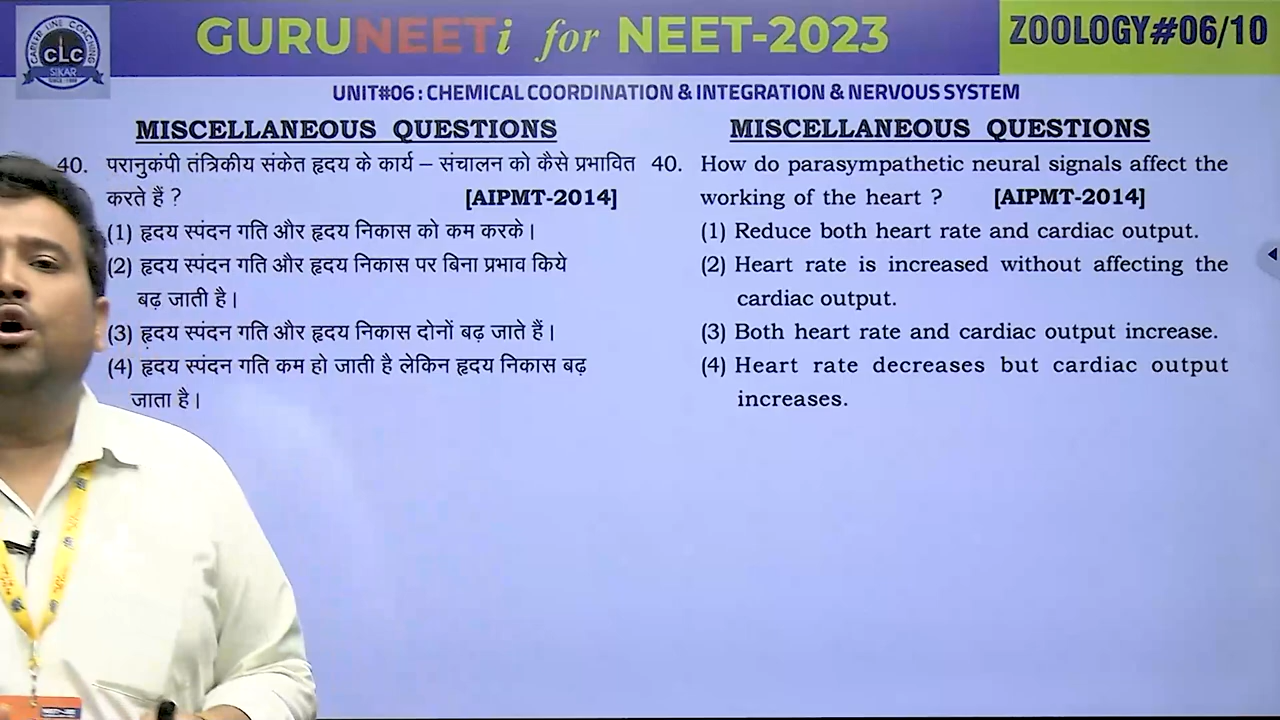 GURUNEETi for NEET-2023
ZOOLOGY#06/10
CAREER LINE COACHING
CLC
SIKAR
SINCE : 1996
UNIT#06 : CHEMICAL COORDINATION & INTEGRATION & NERVOUS SYSTEM
MISCELLANEOUS QUESTIONS
40. परानुकंपी तंत्रिकीय संकेत हृदय के कार्य – संचालन को कैसे प्रभावित
करते हैं ? [AIPMT-2014]
(1) हृदय स्पंदन गति और हृदय निकास को कम करके।
(2) हृदय स्पंदन गति और हृदय निकास पर बिना प्रभाव किये
बढ़ जाती है।
(3) हृदय स्पंदन गति और हृदय निकास दोनों बढ़ जाते हैं।
(4) हृदय स्पंदन गति कम हो जाती है लेकिन हृदय निकास बढ़
जाता है।
MISCELLANEOUS QUESTIONS
40. How do parasympathetic neural signals affect the
working of the heart ? [AIPMT-2014]
(1) Reduce both heart rate and cardiac output.
(2) Heart rate is increased without affecting the
cardiac output.
(3) Both heart rate and cardiac output increase.
(4) Heart rate decreases but cardiac output
increases.